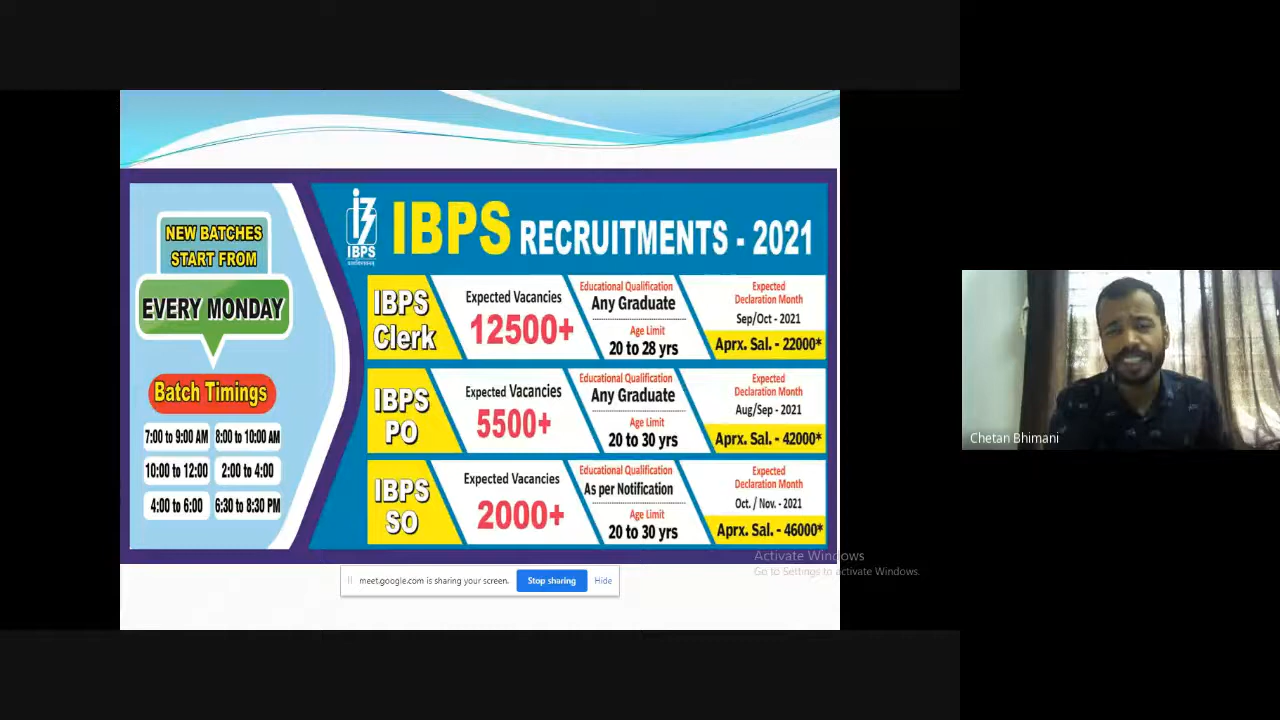 NEW BATCHES
START FROM
EVERY MONDAY
Batch Timings
7:00 to 9:00 AM 8:00 to 10:00 AM
10:00 to 12:00 2:00 to 4:00
4:00 to 6:00 6:30 to 8:30 PM
IBPS
IBPS RECRUITMENTS - 2021
IBPS
Clerk
Expected Vacancies
12500+
Educational Qualification
Any Graduate
Age Limit
20 to 28 yrs
Expected
Declaration Month
Sep/Oct - 2021
Aprx. Sal. - 22000*
IBPS
PO
Expected Vacancies
5500+
Educational Qualification
Any Graduate
Age Limit
20 to 30 yrs
Expected
Declaration Month
Aug/Sep - 2021
Aprx. Sal. - 42000*
IBPS
SO
Expected Vacancies
2000+
Educational Qualification
As per Notification
Age Limit
20 to 30 yrs
Expected
Declaration Month
Oct. / Nov. - 2021
Aprx. Sal. - 46000*
Chetan Bhimani
Activate Windows
Go to Settings to activate Windows.
meet.google.com is sharing your screen.
Stop sharing
Hide